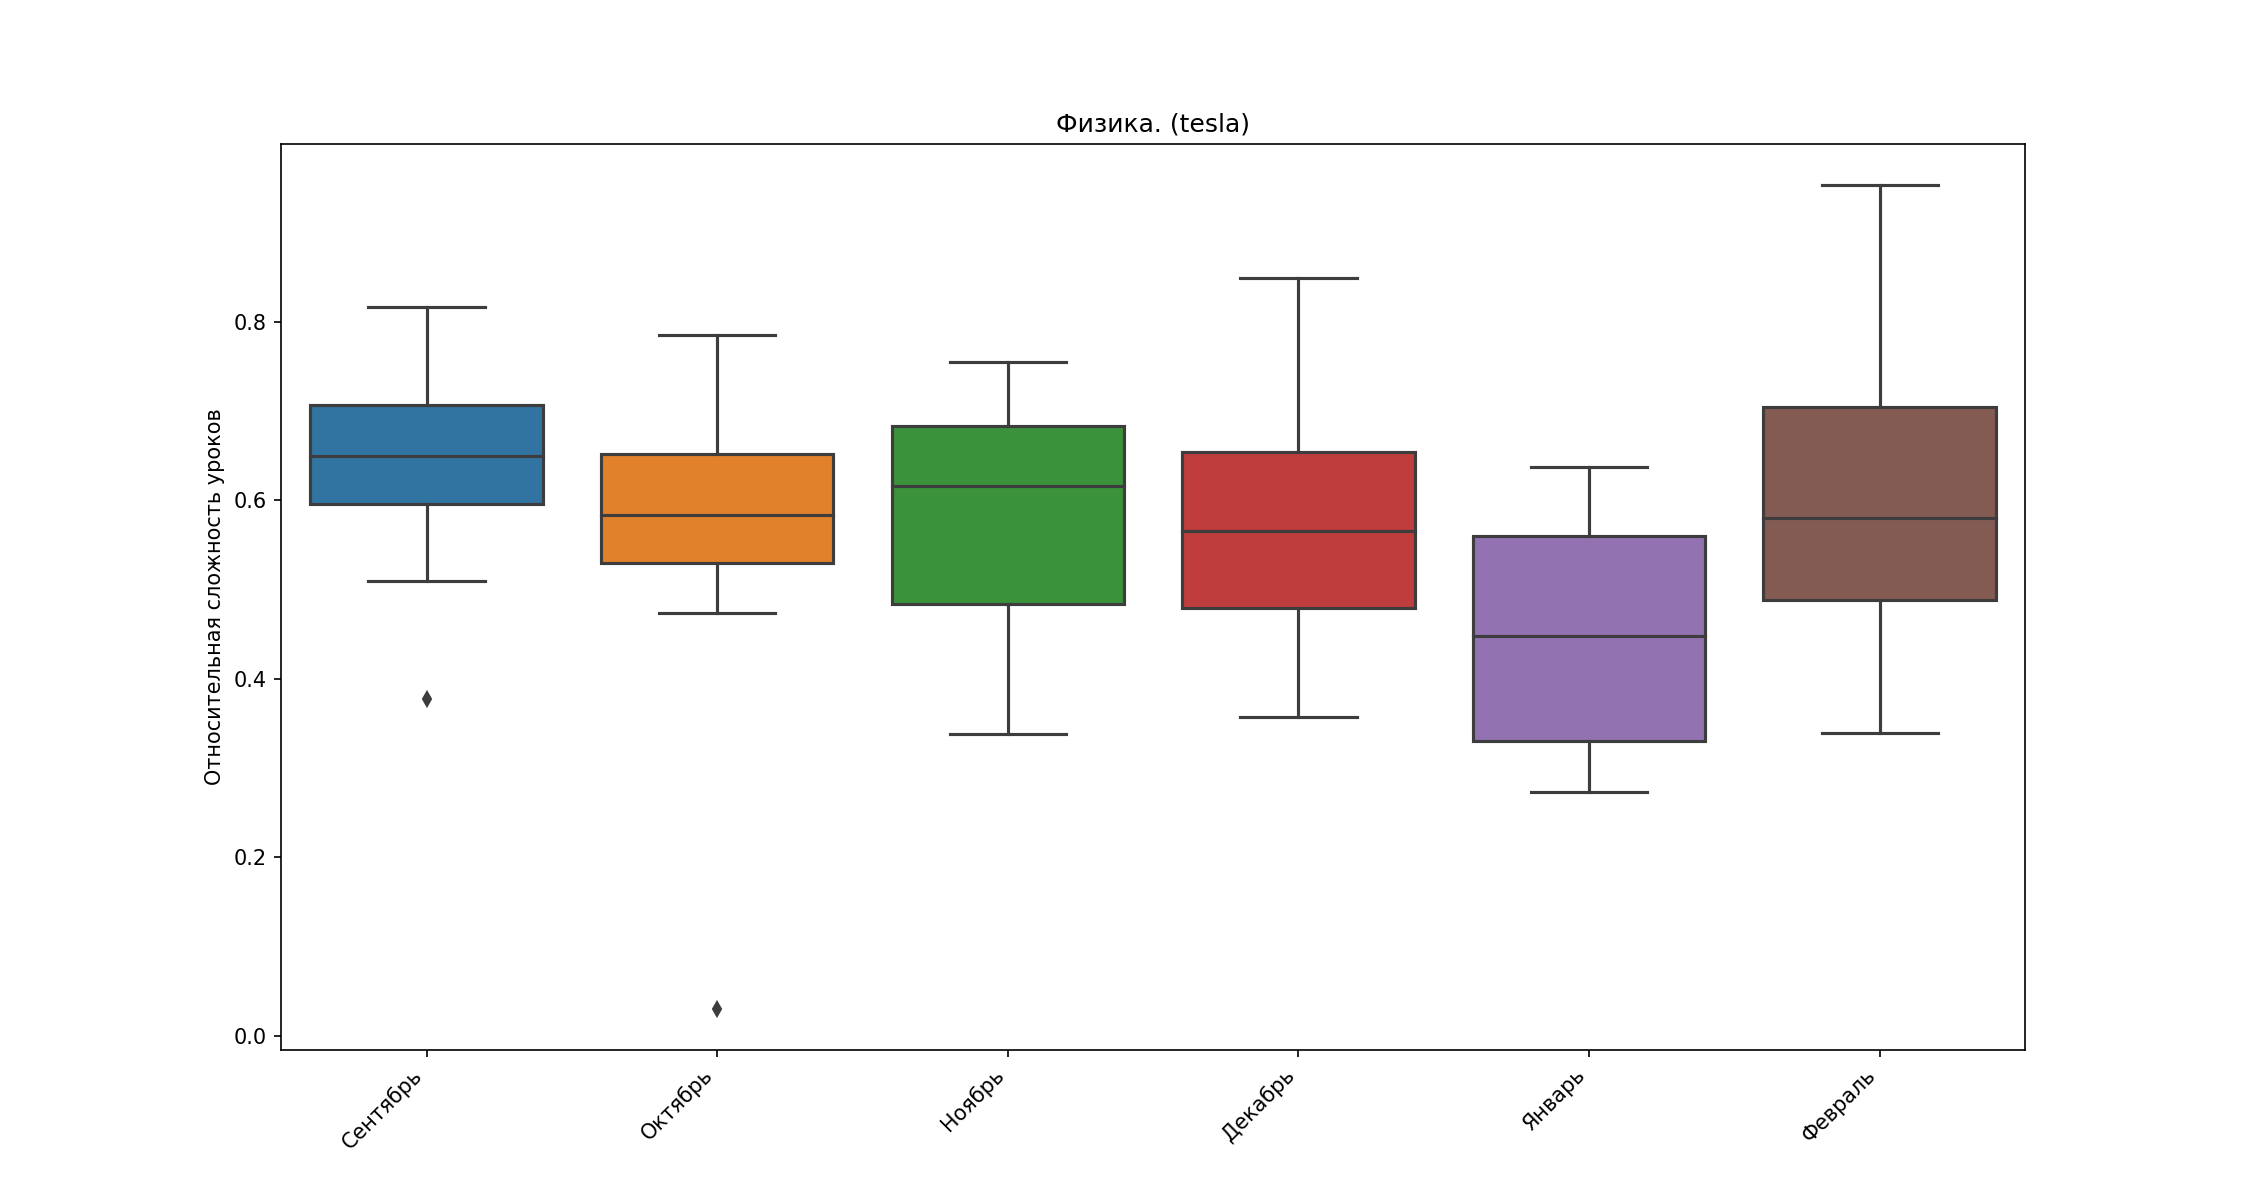 Физика. (tesla)
Относительная сложность уроков
0.8
0.6
0.4
0.2
0.0
Сентябрь
Октябрь
Ноябрь
Декабрь
Январь
Февраль